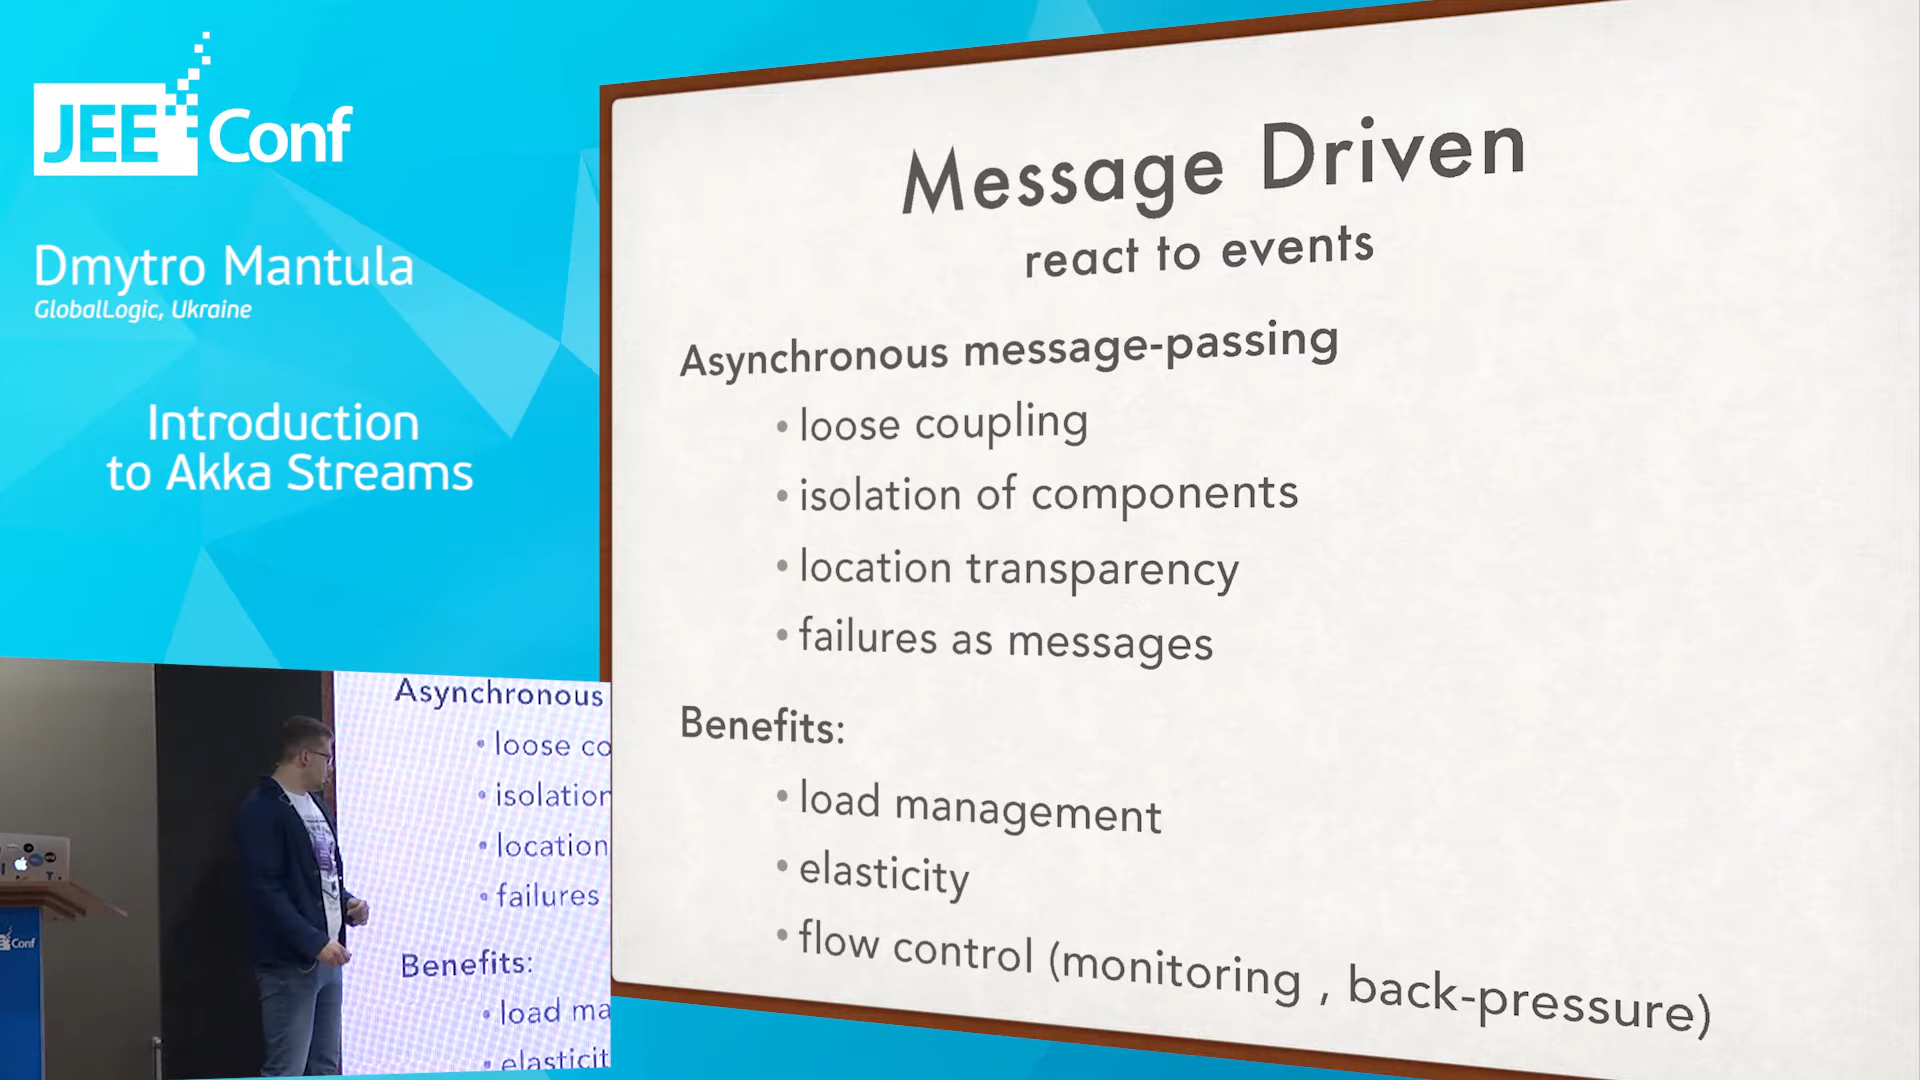 JEE Conf
Dmytro Mantula
GlobalLogic, Ukraine
Introduction
to Akka Streams
Message Driven
react to events
Asynchronous message-passing
• loose coupling
• isolation of components
• location transparency
• failures as messages
Benefits:
• load management
• elasticity
• flow control (monitoring , back-pressure)
Asynchronous
• loose co
• isolation
• location
• failures
Benefits:
• load ma
• elasticit
Conf